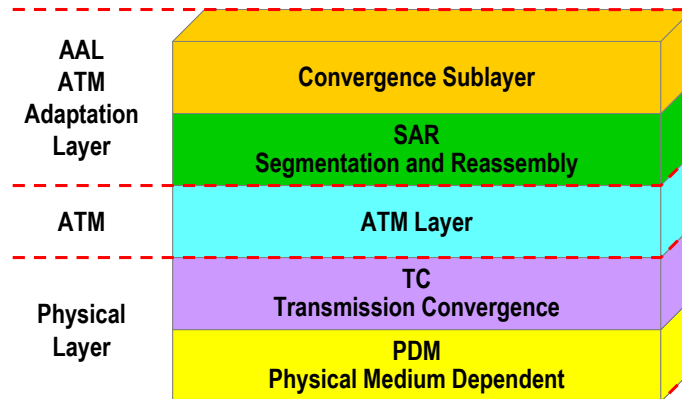 AAL
ATM
Adaptation
Layer
Convergence Sublayer
SAR
Segmentation and Reassembly
ATM
ATM Layer
Physical
Layer
TC
Transmission Convergence
PDM
Physical Medium Dependent